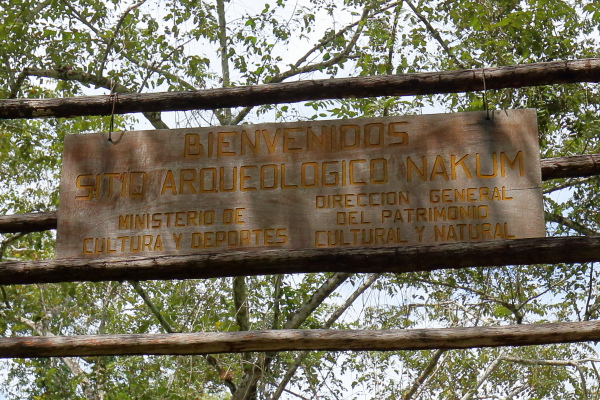 BIENVENIDOS
SITIO ARQUEOLOGICO NAKUM
MINISTERIO DE
CULTURA Y DEPORTES
DIRECCION GENERAL
DEL PATRIMONIO
CULTURAL Y NATURAL